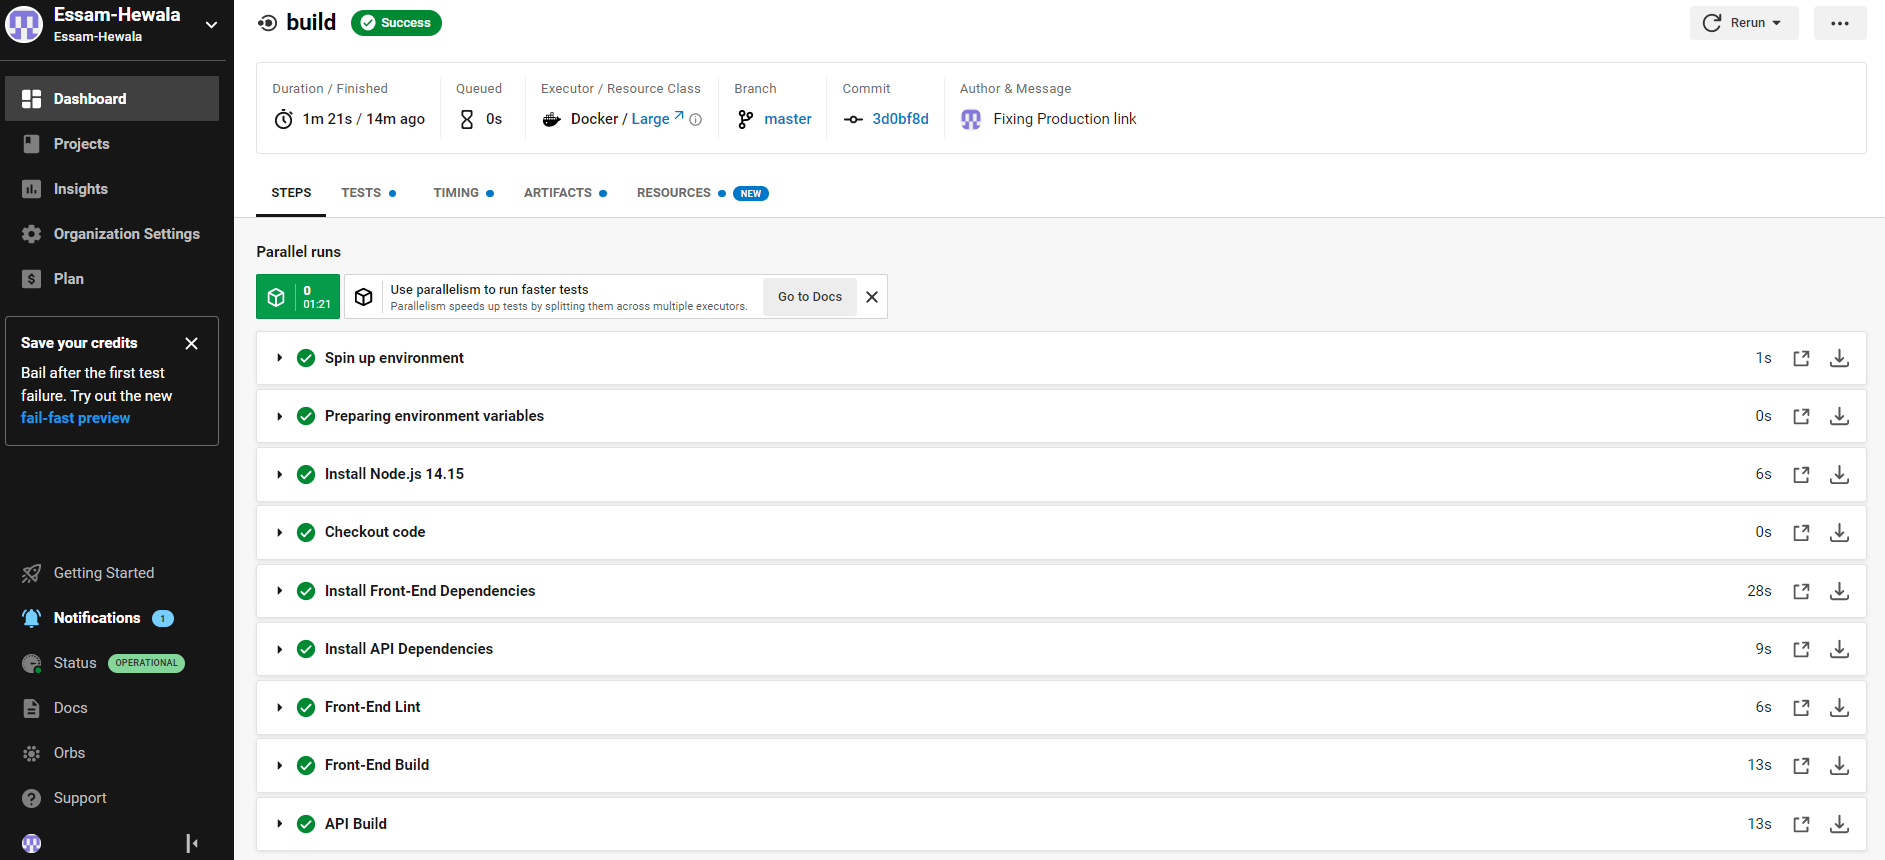 Essam-Hewala
Essam-Hewala
Dashboard
Projects
Insights
Organization Settings
Plan
Save your credits
Bail after the first test
failure. Try out the new
fail-fast preview
Getting Started
Notifications 1
Status OPERATIONAL
Docs
Orbs
Support
build Success
Rerun
Duration / Finished
1m 21s / 14m ago
Queued
0s
Executor / Resource Class
Docker / Large
Branch
master
Commit
3d0bf8d
Author & Message
Fixing Production link
STEPS TESTS TIMING ARTIFACTS RESOURCES NEW
Parallel runs
0
01:21
Use parallelism to run faster tests
Parallelism speeds up tests by splitting them across multiple executors.
Go to Docs
Spin up environment 1s
Preparing environment variables 0s
Install Node.js 14.15 6s
Checkout code 0s
Install Front-End Dependencies 28s
Install API Dependencies 9s
Front-End Lint 6s
Front-End Build 13s
API Build 13s